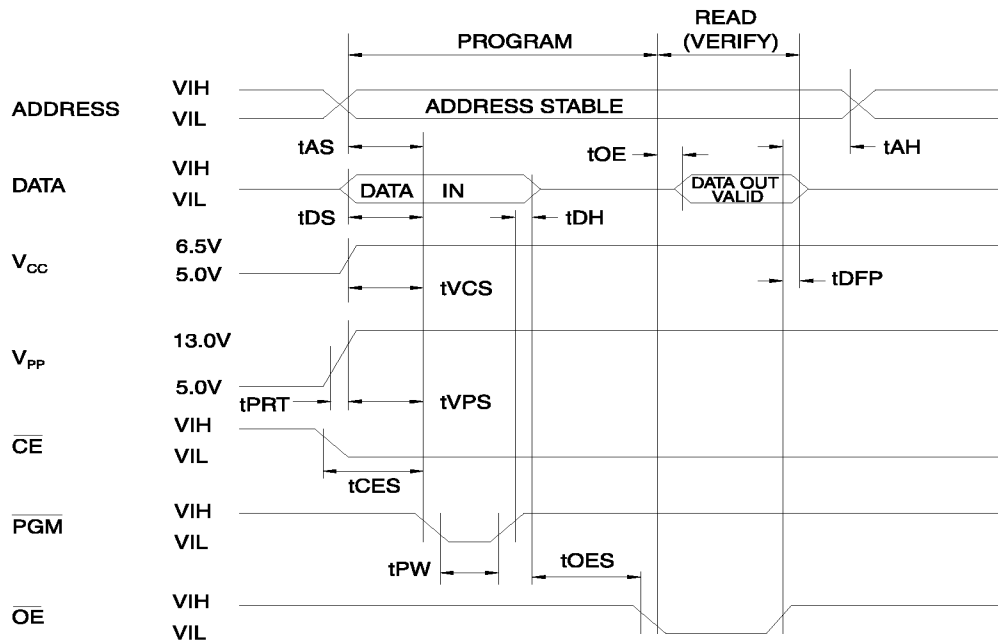 READ
PROGRAM (VERIFY)
ADDRESS VIH
VIL ADDRESS STABLE
tAS tOE tAH
DATA VIH
VIL DATA IN DATA OUT
VALID
tDS tDH
VCC 6.5V
5.0V
tVCS tDFP
VPP 13.0V
5.0V
tPRT tVPS
CE VIH
VIL
tCES
PGM VIH
VIL
tPW tOES
OE VIH
VIL